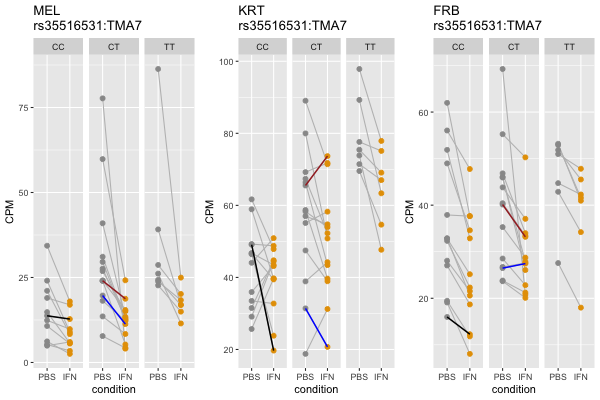 MEL
rs35516531:TMA7
CC CT TT
CPM
75
50
25
0
PBS IFN PBS IFN PBS IFN
condition
KRT
rs35516531:TMA7
CC CT TT
CPM
100
80
60
40
20
PBS IFN PBS IFN PBS IFN
condition
FRB
rs35516531:TMA7
CC CT TT
CPM
60
40
20
PBS IFN PBS IFN PBS IFN
condition